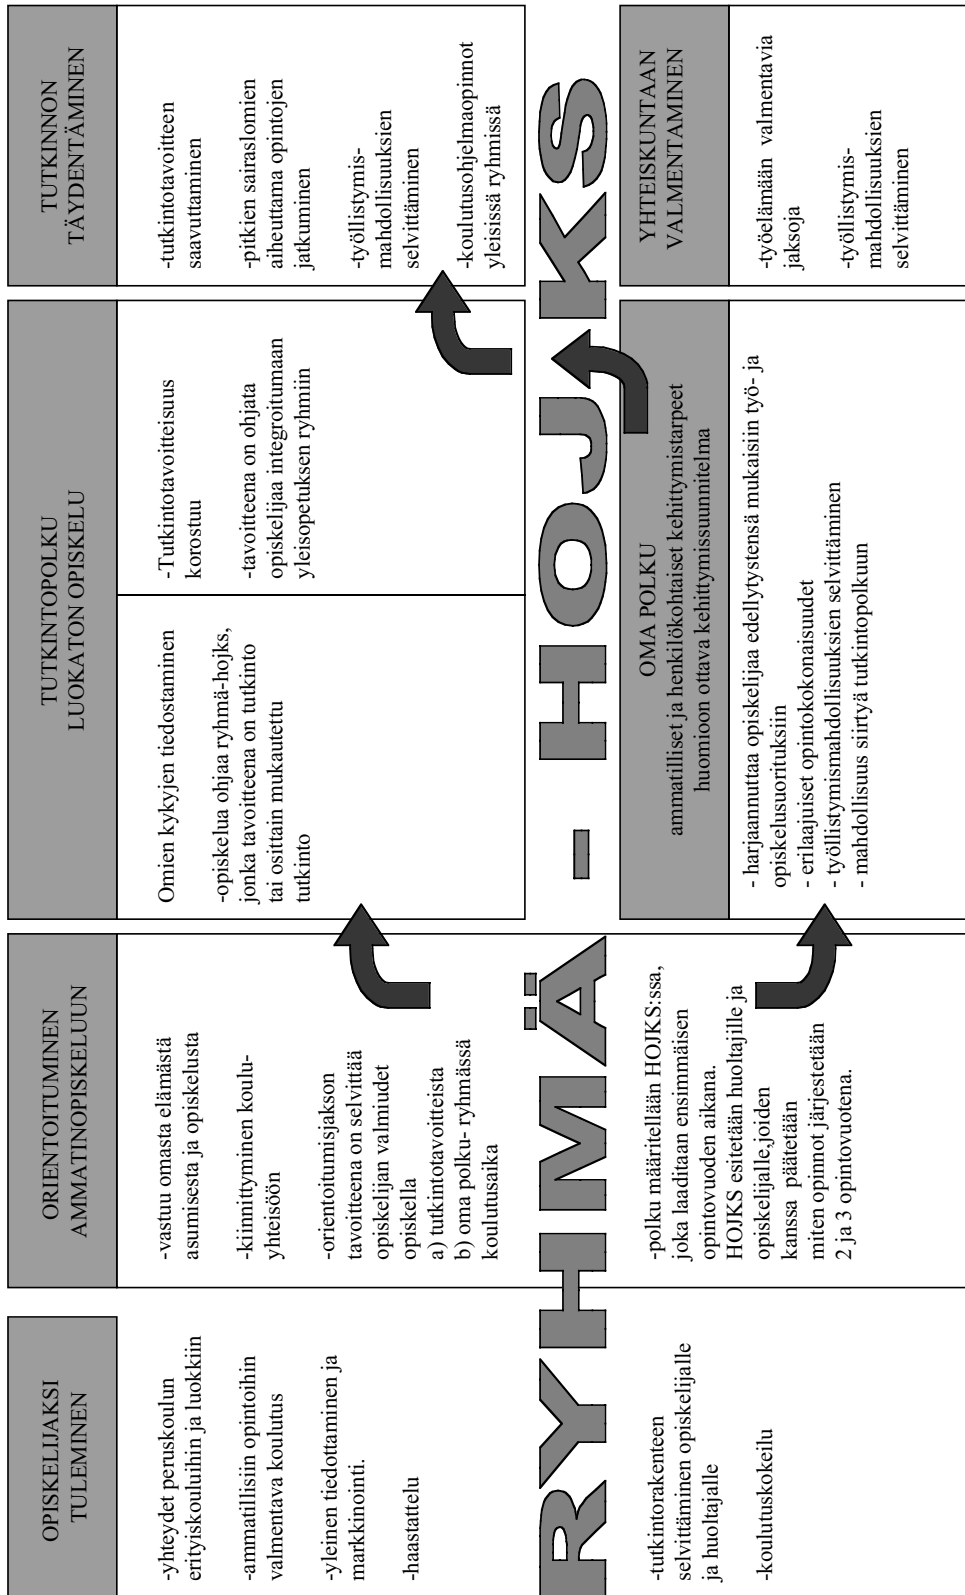 OPISKELIJAKSI
TULEMINEN
-yhteydet peruskoulun
erityiskouluihin ja luokkiin
-ammatillisiin opintoihin
valmentava koulutus
-yleinen tiedottaminen ja
markkinointi.
-haastattelu
-tutkintorakenteen
selvittäminen opiskelijalle
ja huoltajalle
-koulutuskokeilu
ORIENTOITUMINEN
AMMATINOPISKELUUN
-vastuu omasta elämästä
asumisesta ja opiskelusta
-kiinnittyminen koulu-
yhteisöön
-orientoitumisjakson
tavoitteena on selvittää
opiskelijan valmiudet
opiskella
a) tutkintotavoitteista
b) oma polku- ryhmässä
koulutusaika
-polku määritellään HOJKS:ssa,
joka laaditaan ensimmäisen
opintovuoden aikana.
HOJKS esitetään huoltajille ja
opiskelijalle,joiden
kanssa päätetään
miten opinnot järjestetään
2 ja 3 opintovuotena.
TUTKINTOPOLKU
LUOKATON OPISKELU
Omien kykyjen tiedostaminen
-opiskelua ohjaa ryhmä-hojks,
jonka tavoitteena on tutkinto
tai osittain mukautettu
tutkinto
-Tutkintotavoitteisuus
korostuu
-tavoitteena on ohjata
opiskelijaa integroitumaan
yleisopetuksen ryhmiin
OMA POLKU
ammatilliset ja henkilökohtaiset kehittymistarpeet
huomioon ottava kehittymissuunnitelma
- harjaannuttaa opiskelijaa edellytystensä mukaisin työ- ja
opiskelusuorituksiin
- erilaajuiset opintokokonaisuudet
- työllistymismahdollisuuksien selvittäminen
- mahdollisuus siirtyä tutkintopolkuun
TUTKINNON
TÄYDENTÄMINEN
-tutkintotavoitteen
saavuttaminen
-pitkien sairaslomien
aiheuttama opintojen
jatkuminen
-työllistymis-
mahdollisuuksien
selvittäminen
-koulutusohjelmaopinnot
yleisissä ryhmissä
YHTEISKUNTAAN
VALMENTAMINEN
-työelämään valmentavia
jaksoja
-työllistymis-
mahdollisuuksien
selvittäminen
RYHMÄ - HOJKS